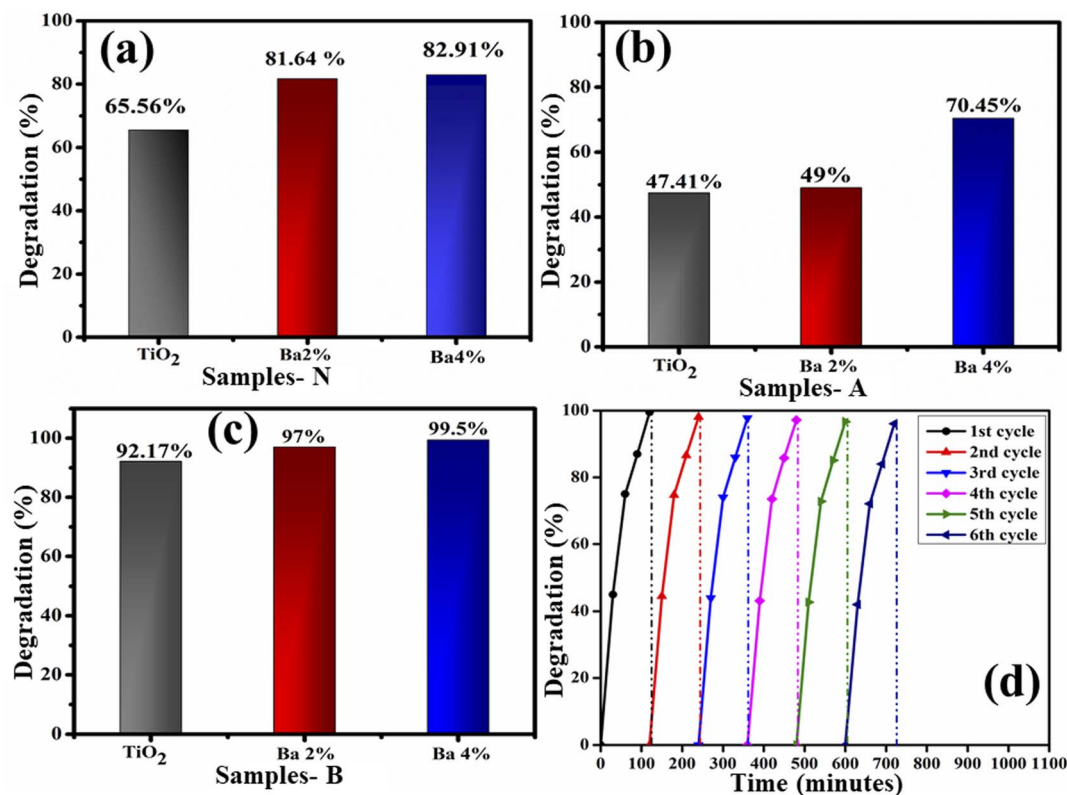 (a)
Degradation (%)
100
80
60
40
20
0
65.56%
81.64 %
82.91%
TiO2
Ba2%
Ba4%
Samples- N
(b)
Degradation (%)
100
80
60
40
20
0
47.41%
49%
70.45%
TiO2
Ba 2%
Ba 4%
Samples- A
(c)
Degradation (%)
100
80
60
40
20
0
92.17%
97%
99.5%
TiO2
Ba 2%
Ba 4%
Samples- B
Degradation (%)
100
80
60
40
20
0
1st cycle
2nd cycle
3rd cycle
4th cycle
5th cycle
6th cycle
(d)
0 100 200 300 400 500 600 700 800 900 1000 1100
Time (minutes)